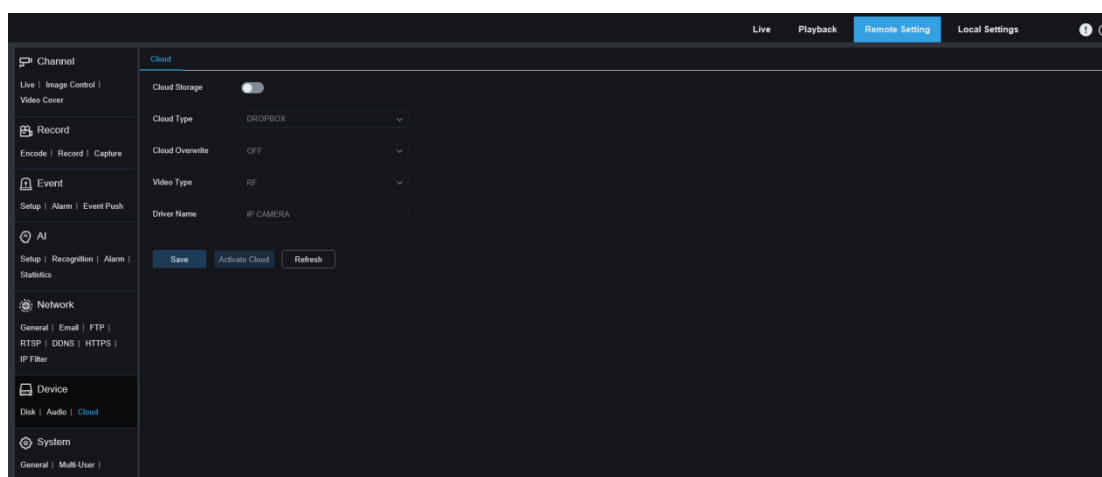 Live Playback Remote Setting Local Settings
Channel
Live | Image Control |
Video Cover
Record
Encode | Record | Capture
Event
Setup | Alarm | Event Push
AI
Setup | Recognition | Alarm |
Statistics
Network
General | Email | FTP |
RTSP | DDNS | HTTPS |
IP Filter
Device
Disk | Audio | Cloud
System
General | Multi-User |
Cloud
Cloud Storage
Cloud Type DROPBOX
Cloud Overwrite OFF
Video Type RF
Driver Name IP CAMERA
Save Activate Cloud Refresh